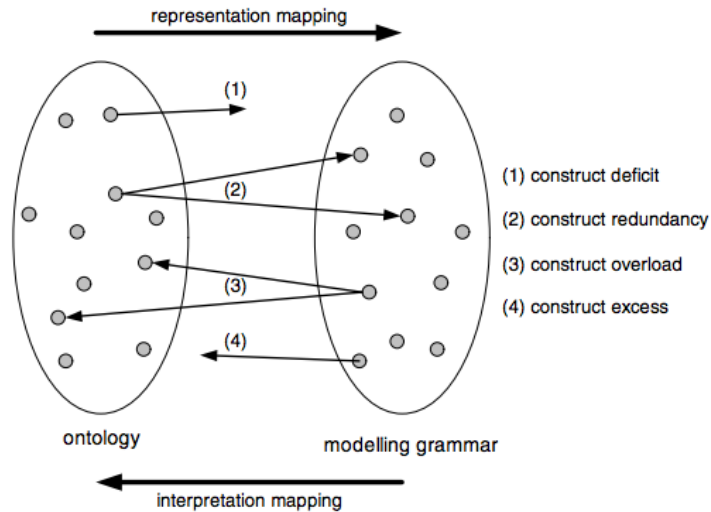 representation mapping
(1)
(2)
(3)
(4)
(1) construct deficit
(2) construct redundancy
(3) construct overload
(4) construct excess
ontology
modelling grammar
interpretation mapping